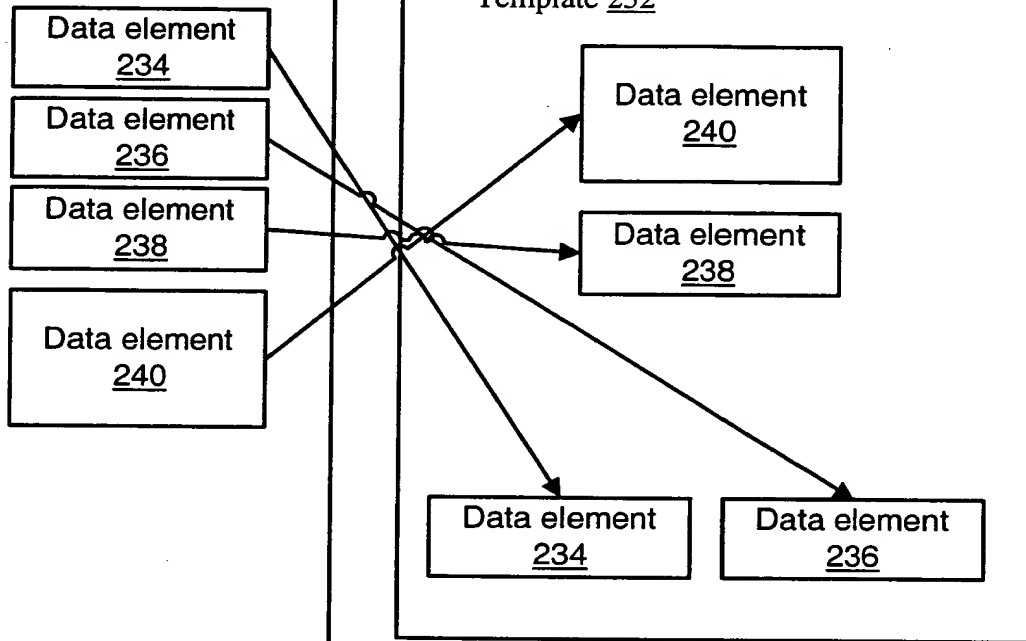 Template 232
Data element
234
Data element
236
Data element
238
Data element
240
Data element
240
Data element
238
Data element
234
Data element
236